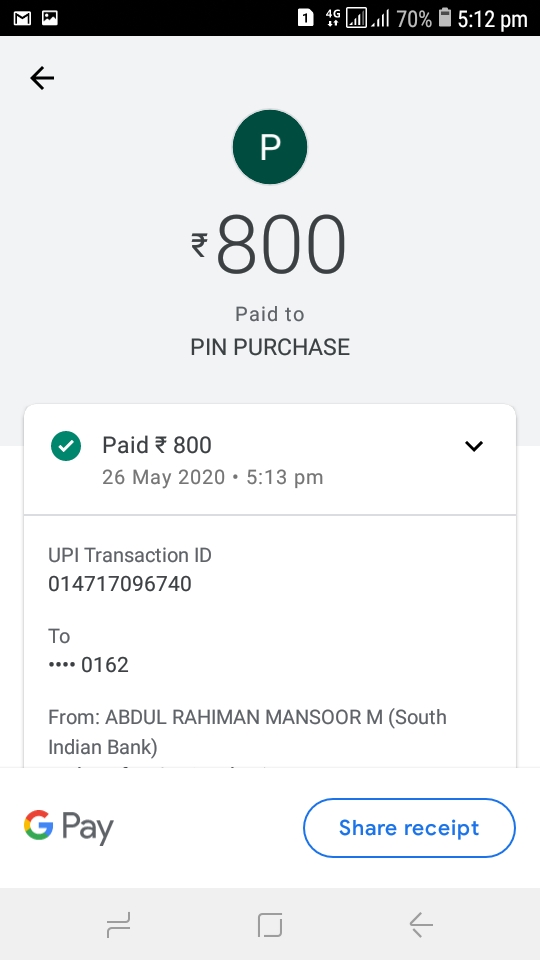 1 4G 70% 5:12 pm
P
₹800
Paid to
PIN PURCHASE
Paid ₹ 800
26 May 2020 • 5:13 pm
UPI Transaction ID
014717096740
To
•••• 0162
From: ABDUL RAHIMAN MANSOOR M (South
Indian Bank)
G Pay
Share receipt